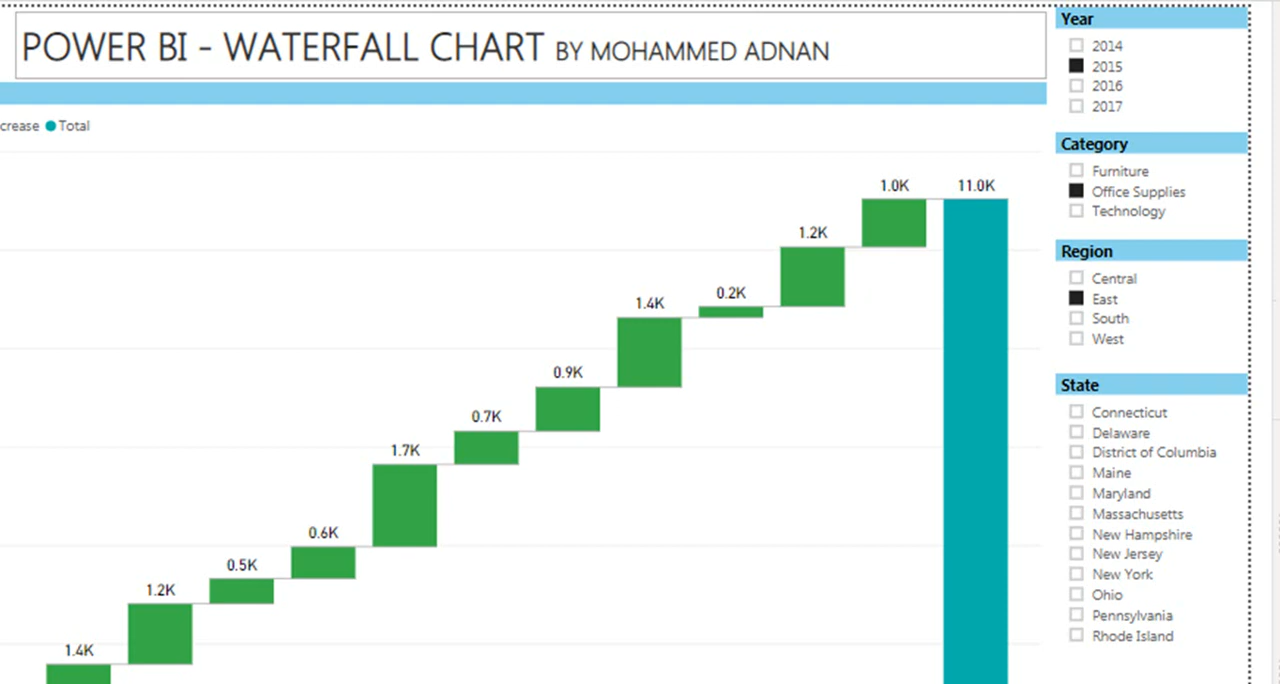 POWER BI - WATERFALL CHART BY MOHAMMED ADNAN
crease Total
1.4K
1.2K
0.5K
0.6K
1.7K
0.7K
0.9K
1.4K
0.2K
1.2K
1.0K
11.0K
Year
2014
2015
2016
2017
Category
Furniture
Office Supplies
Technology
Region
Central
East
South
West
State
Connecticut
Delaware
District of Columbia
Maine
Maryland
Massachusetts
New Hampshire
New Jersey
New York
Ohio
Pennsylvania
Rhode Island